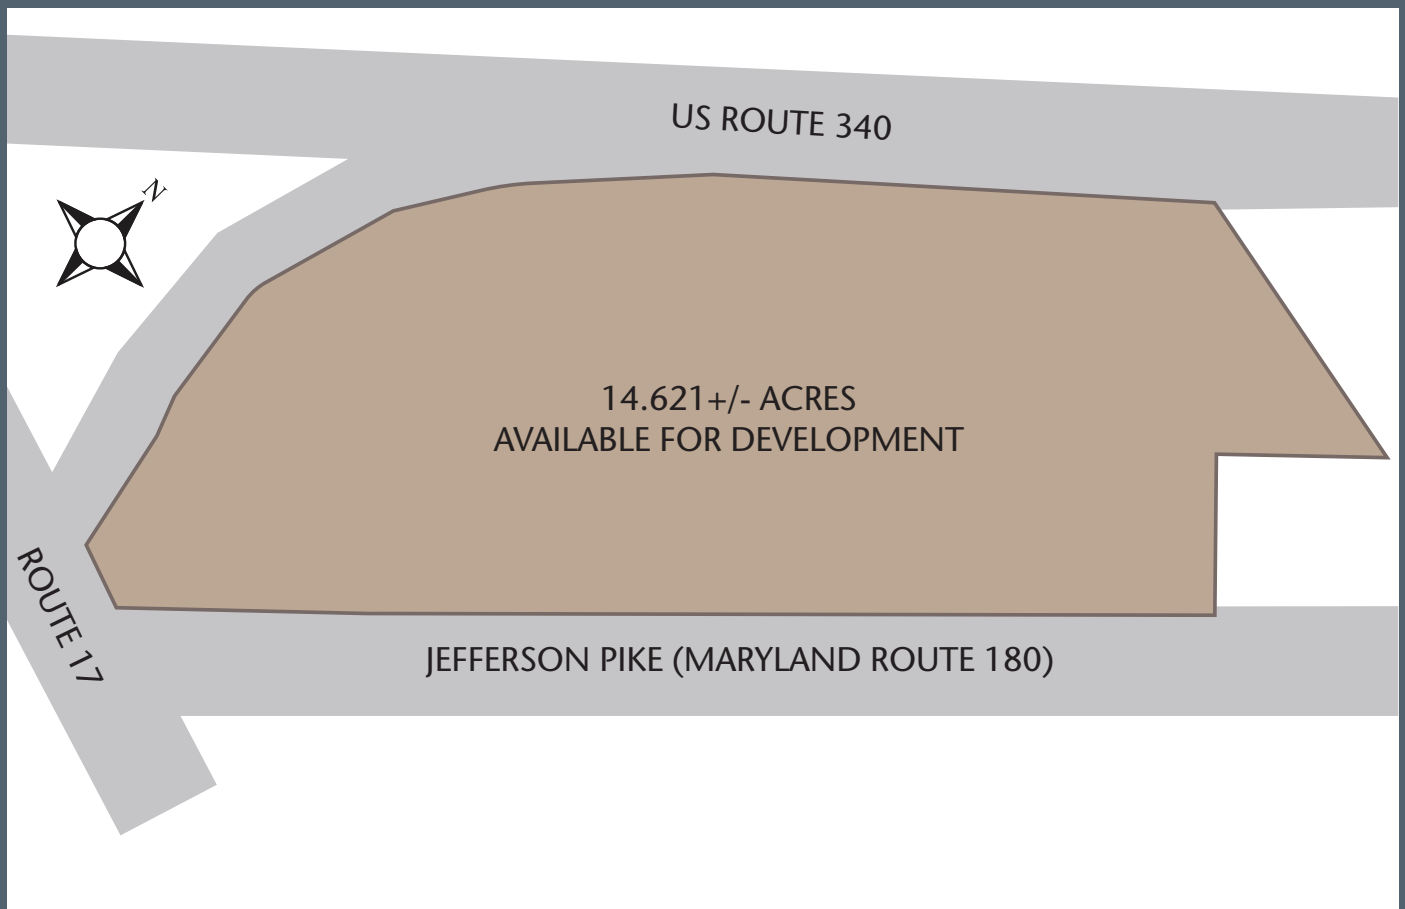 US ROUTE 340
N
14.621+/- ACRES
AVAILABLE FOR DEVELOPMENT
ROUTE 17
JEFFERSON PIKE (MARYLAND ROUTE 180)